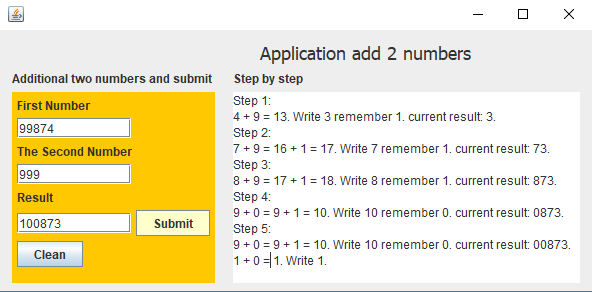 Application add 2 numbers
Additional two numbers and submit
First Number
99874
The Second Number
999
Result
100873
Submit
Clean
Step by step
Step 1:
4 + 9 = 13. Write 3 remember 1. current result: 3.
Step 2:
7 + 9 = 16 + 1 = 17. Write 7 remember 1. current result: 73.
Step 3:
8 + 9 = 17 + 1 = 18. Write 8 remember 1. current result: 873.
Step 4:
9 + 0 = 9 + 1 = 10. Write 10 remember 0. current result: 0873.
Step 5:
9 + 0 = 9 + 1 = 10. Write 10 remember 0. current result: 00873.
1 + 0 = 1. Write 1.